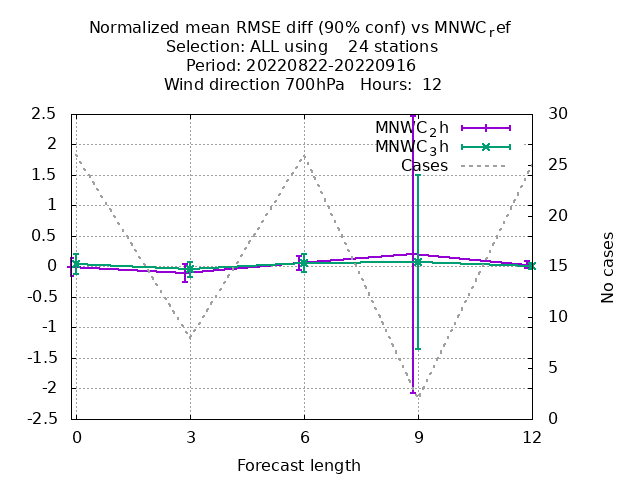 Normalized mean RMSE diff (90% conf) vs MNWC_ref
Selection: ALL using    24 stations
Period: 20220822-20220916
Wind direction 700hPa   Hours:  12
MNWC_2h
MNWC_3h
Cases
2.5
2
1.5
1
0.5
0
-0.5
-1
-1.5
-2
-2.5
30
25
20
15
10
5
0
No cases
0 3 6 9 12
Forecast length